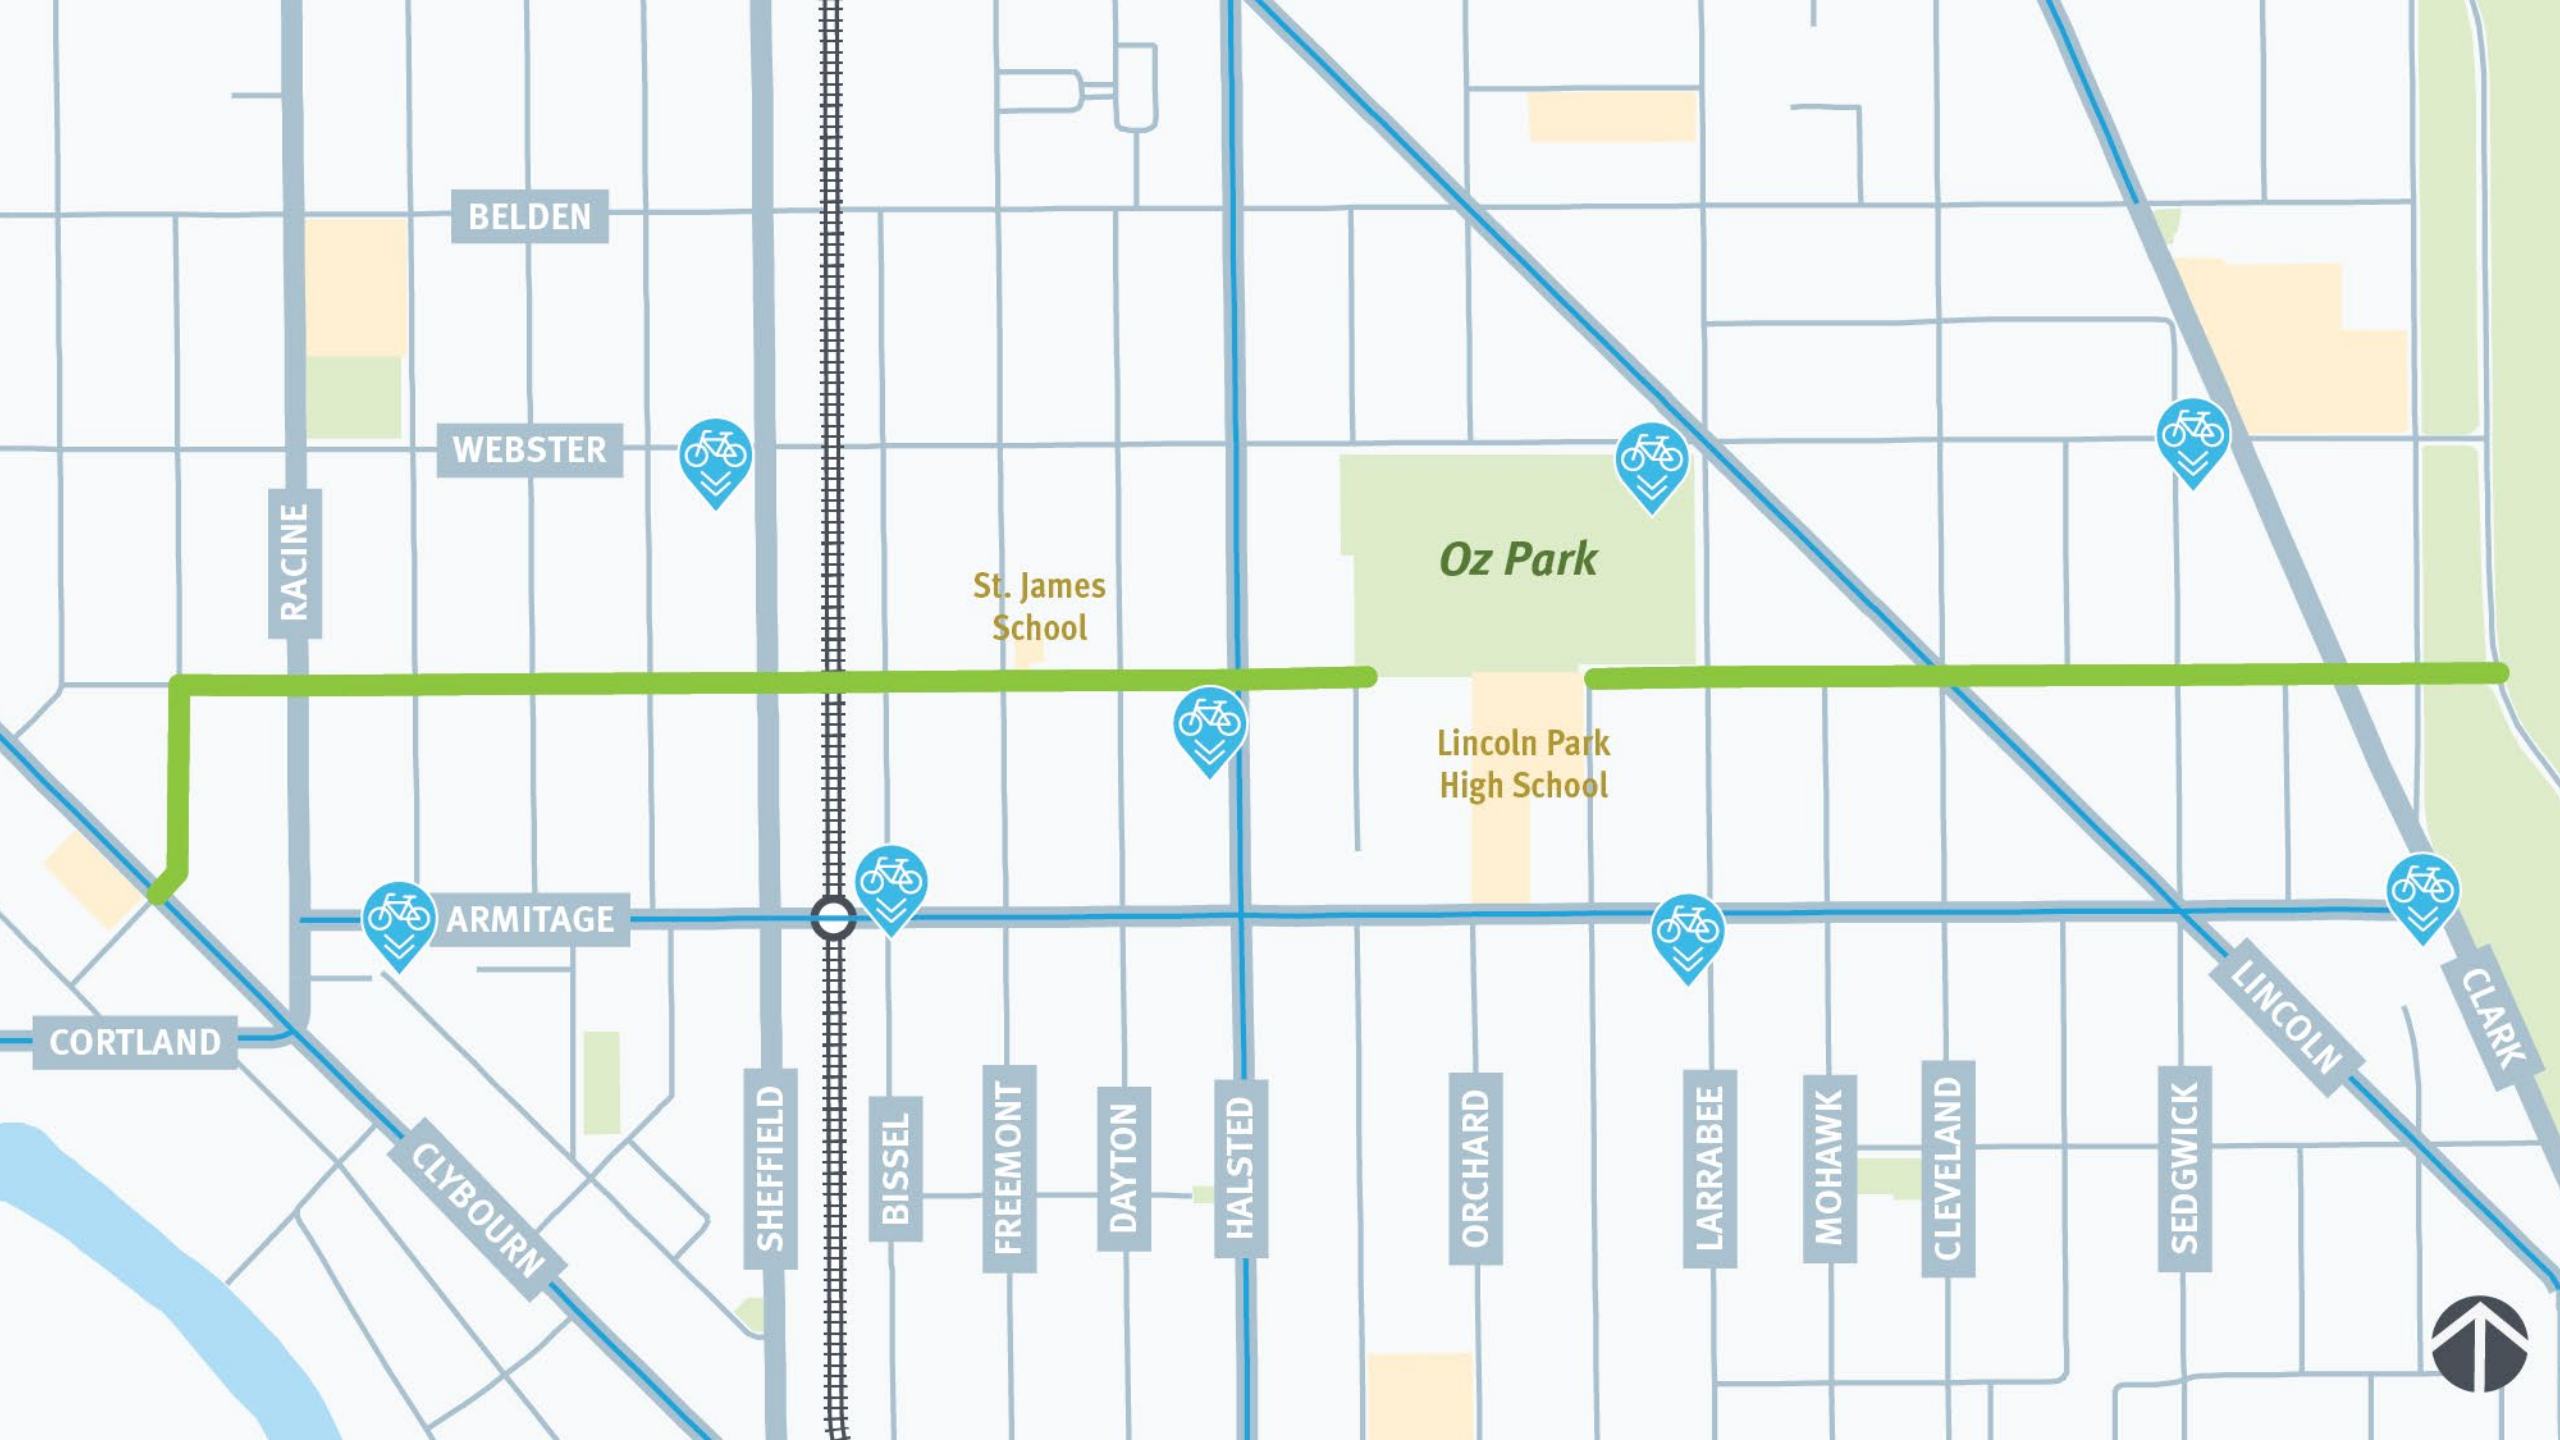 BELDEN
WEBSTER
RACINE
St. James
School
Oz Park
Lincoln Park
High School
ARMITAGE
CORTLAND
CLYBOURN
SHEFFIELD
BISSEL
FREEMONT
DAYTON
HALSTED
ORCHARD
LARRABEE
MOHAWK
CLEVELAND
SEDGWICK
LINCOLN
CLARK